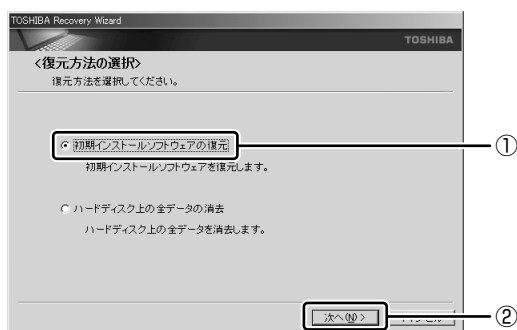 TOSHIBA Recovery Wizard
TOSHIBA
<復元方法の選択>
復元方法を選択してください。
初期インストールソフトウェアの復元
①
初期インストールソフトウェアを復元します。
ハードディスク上の全データの消去
ハードディスク上の全データを消去します。
次へ(N) >
②